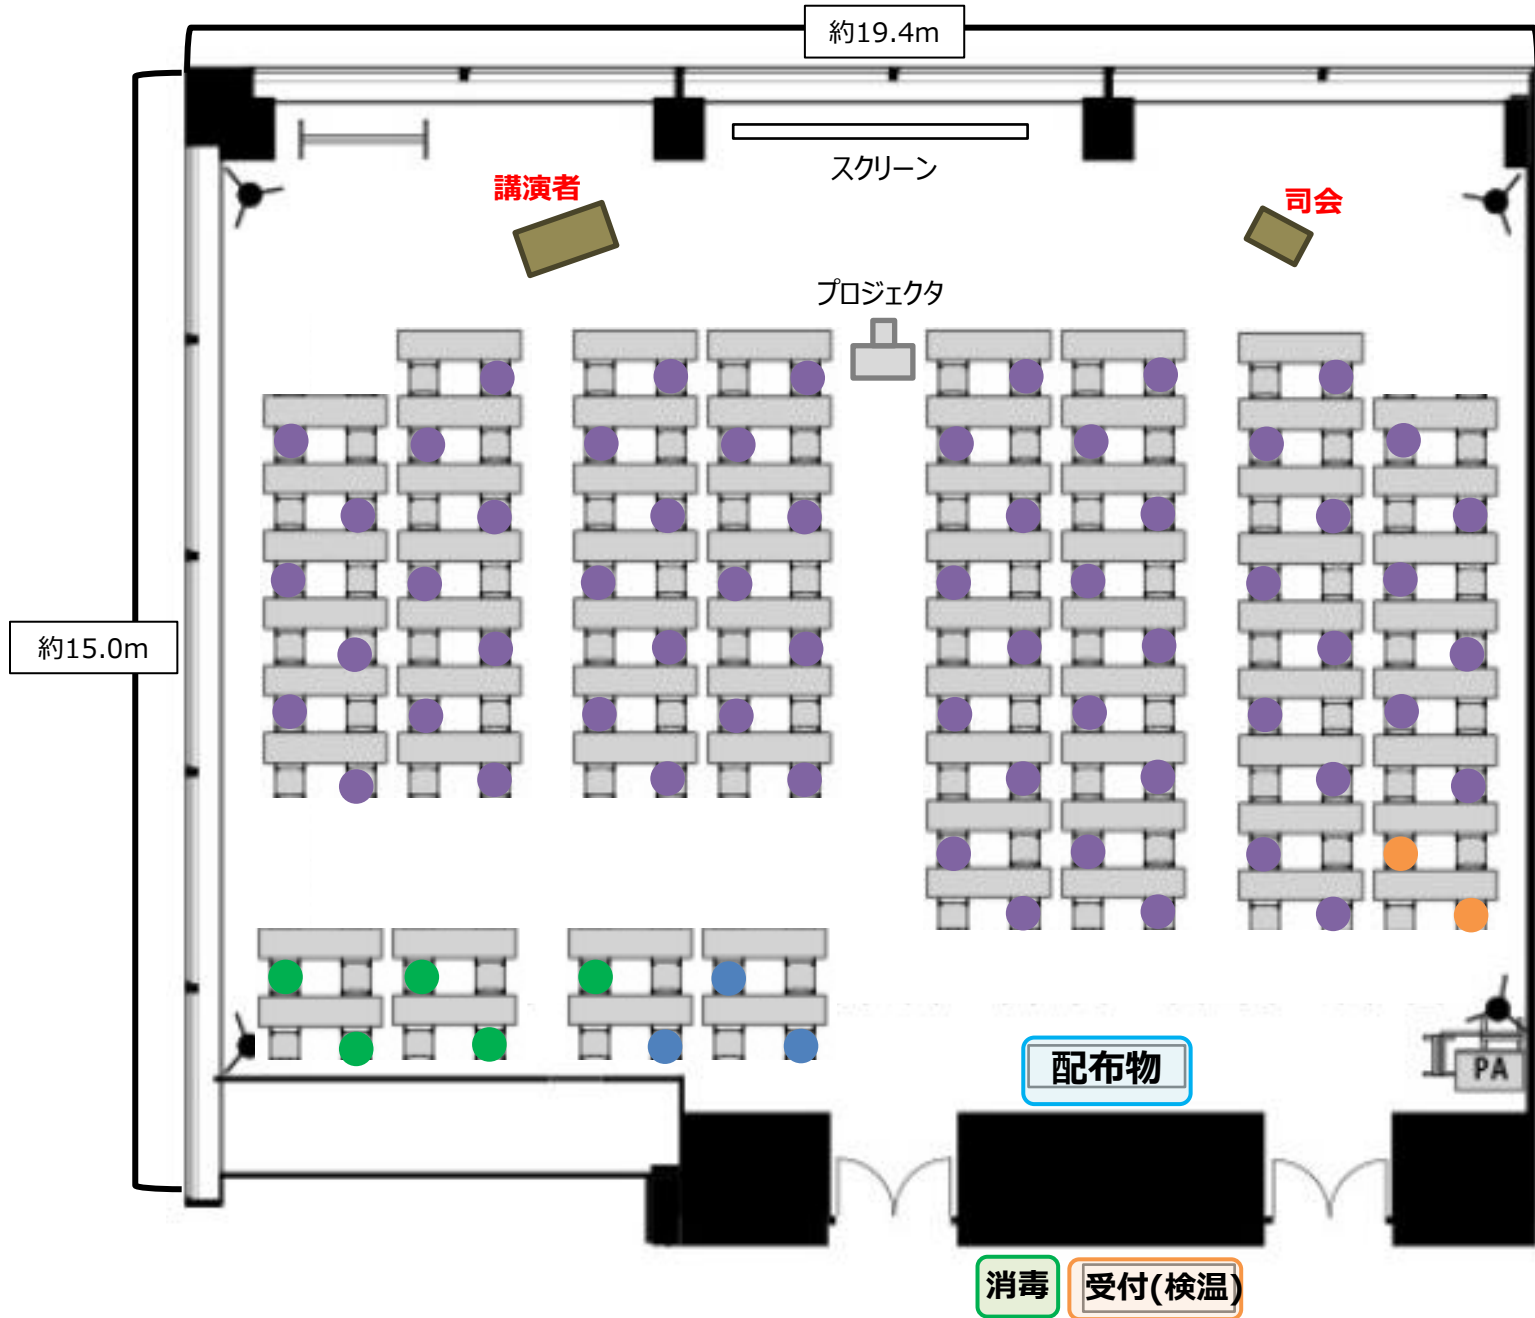 約19.4m
スクリーン
講演者
司会
プロジェクタ
約15.0m
配布物
PA
消毒
受付(検温)